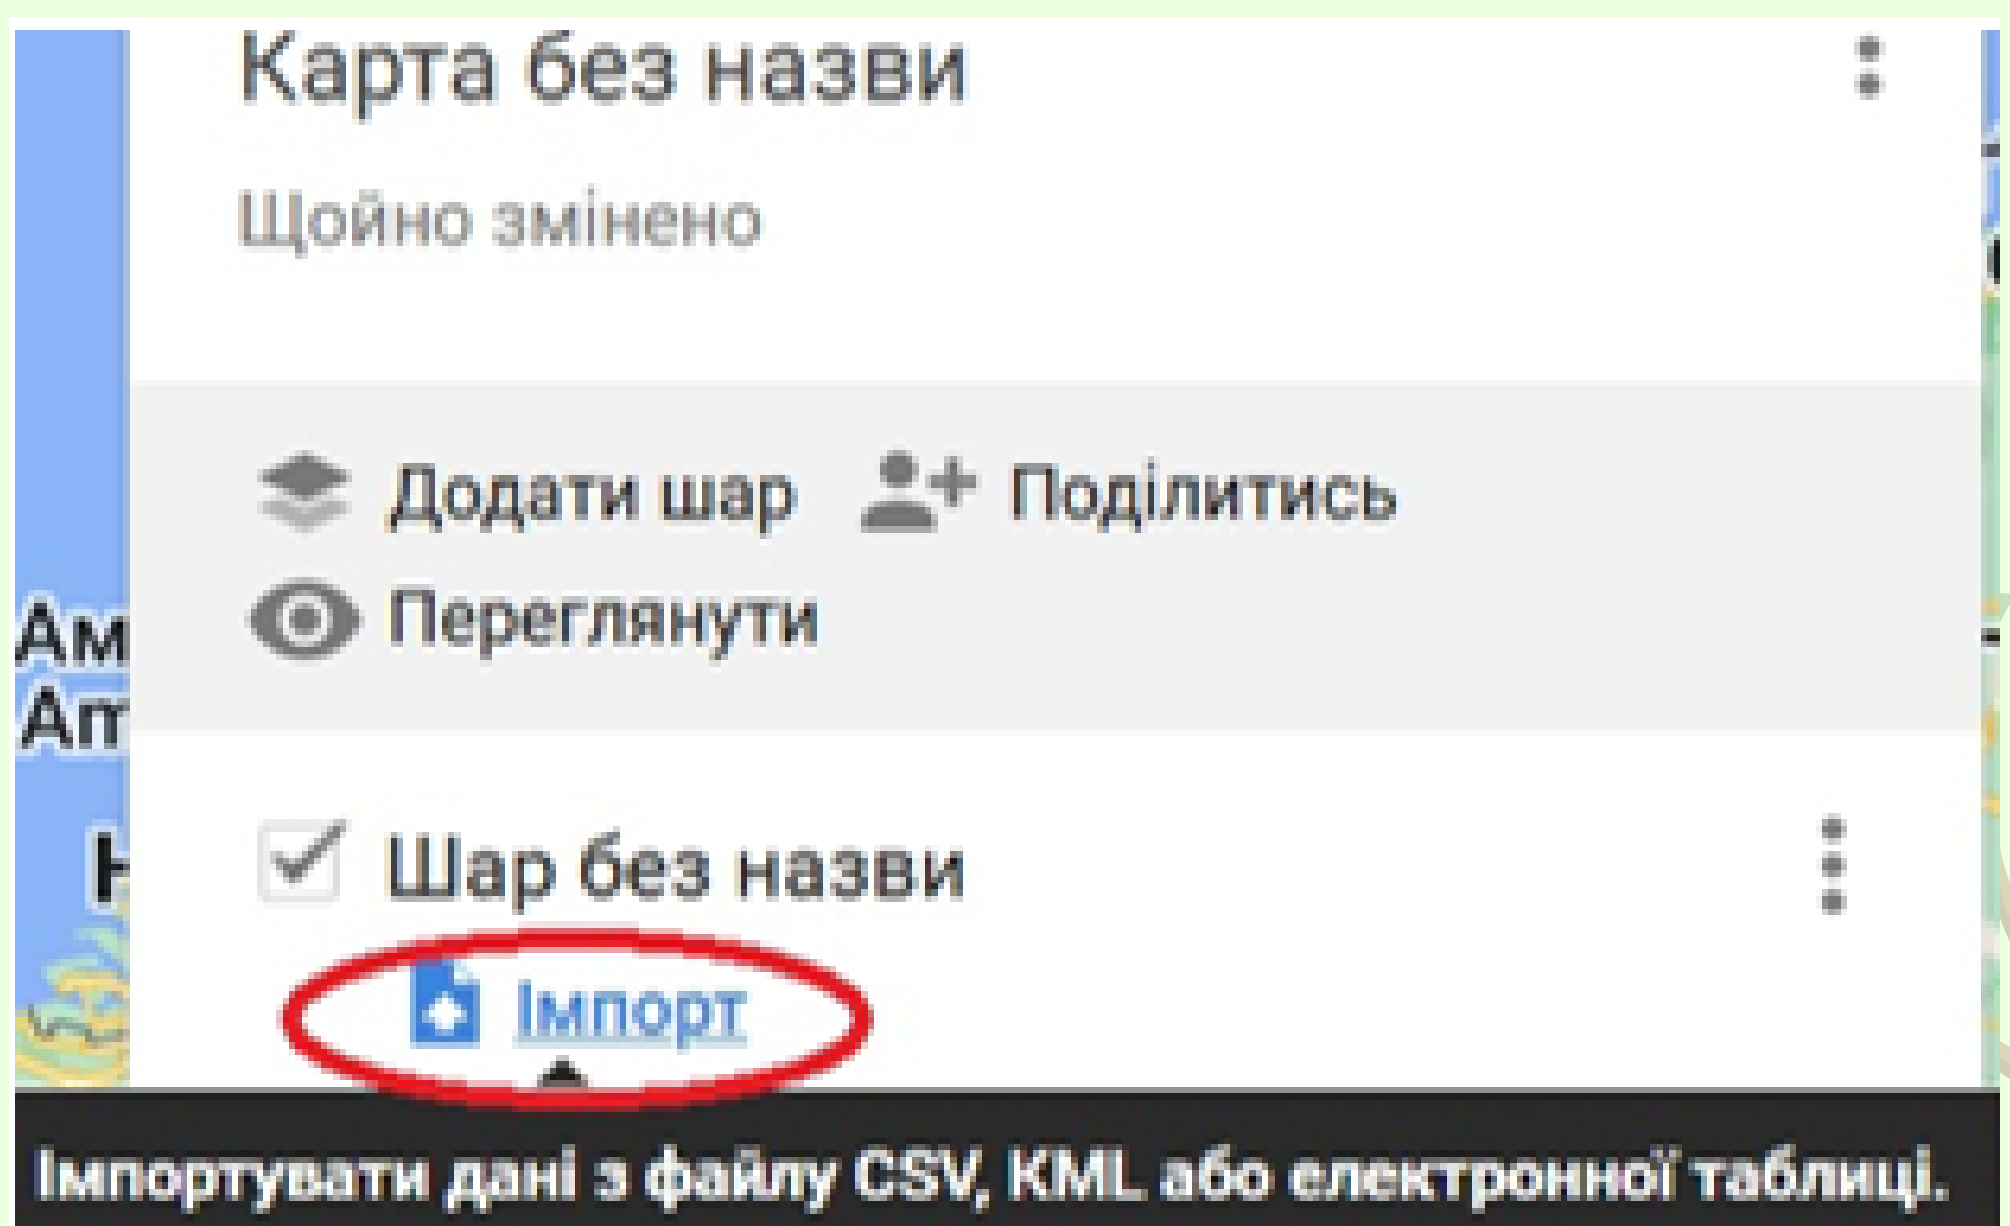 Карта без назви
Щойно змінено
Додати шар Поділитись
Переглянути
Шар без назви
Імпорт
Імпортувати дані з файлу CSV, KML або електронної таблиці.